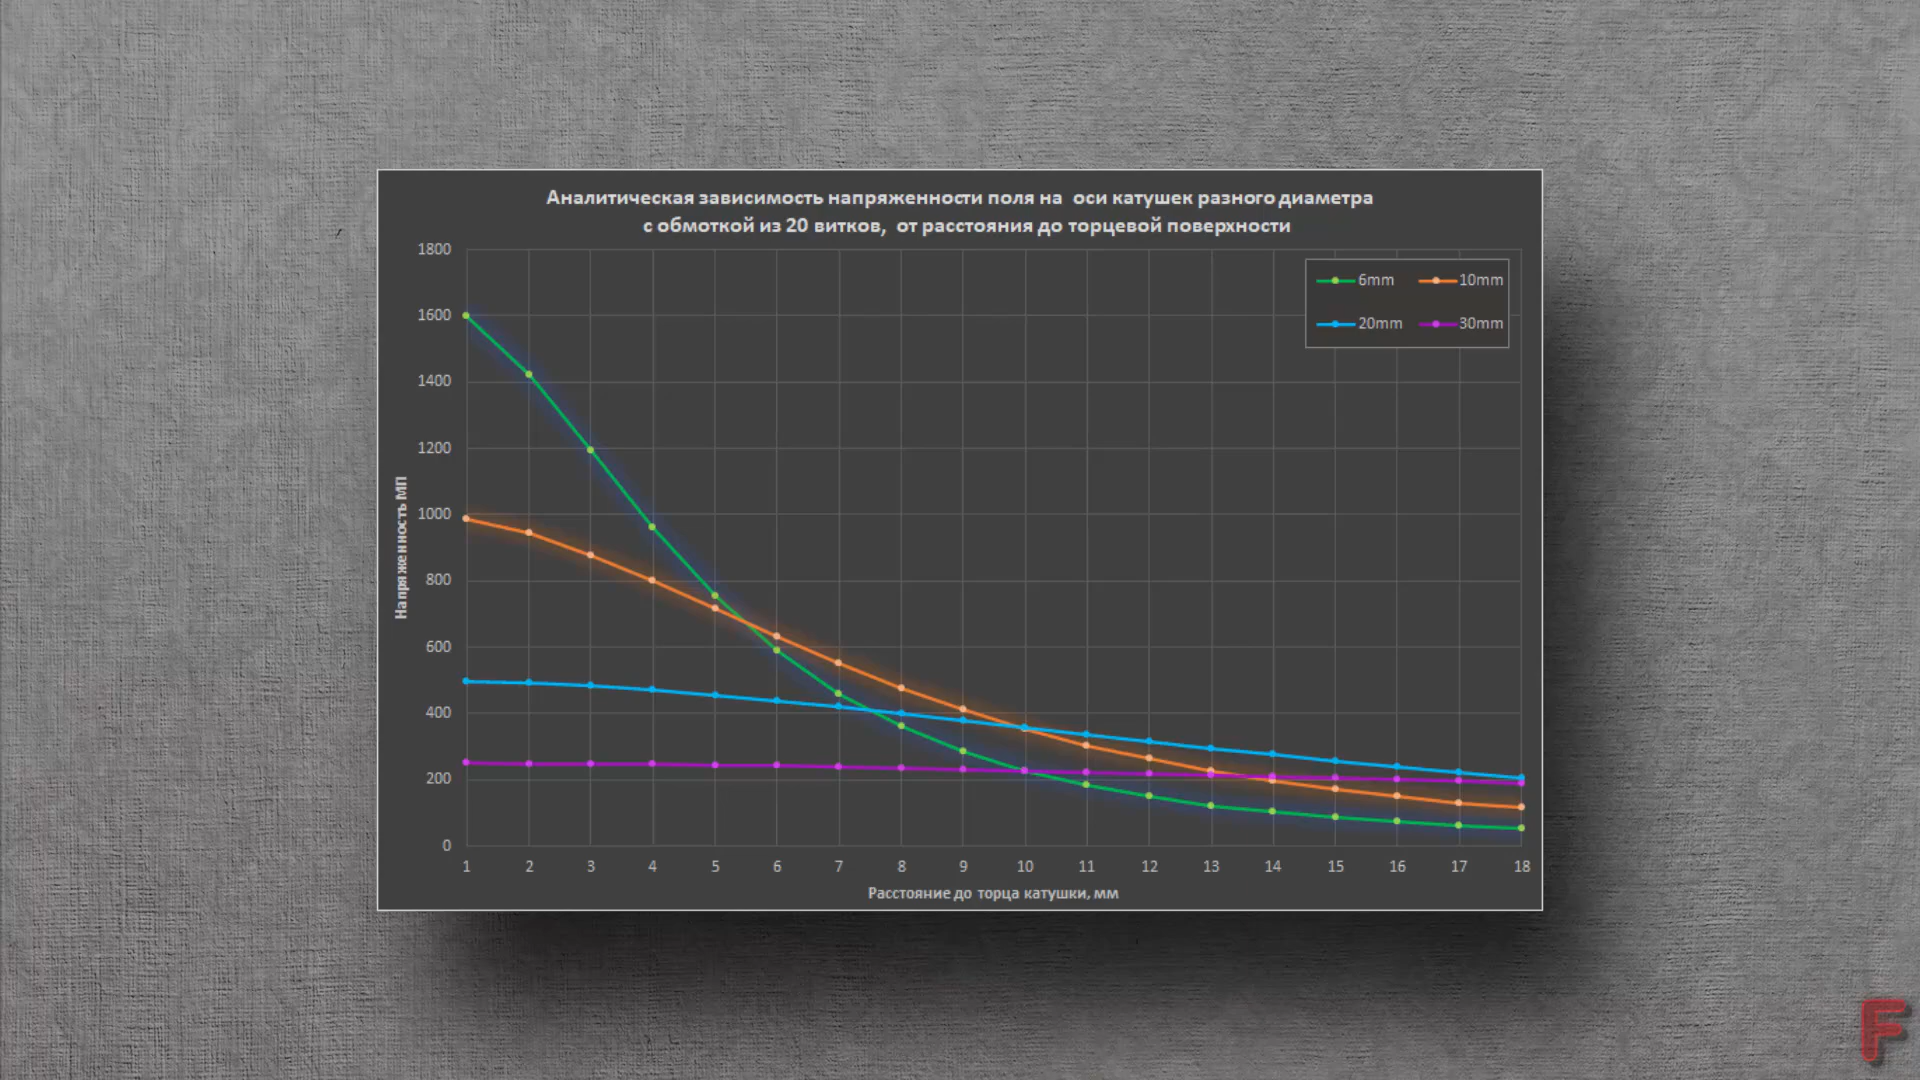 Аналитическая зависимость напряженности поля на оси катушек разного диаметра
с обмоткой из 20 витков, от расстояния до торцевой поверхности
6mm 10mm
20mm 30mm
Напряженность МП
1800
1600
1400
1200
1000
800
600
400
200
0
1 2 3 4 5 6 7 8 9 10 11 12 13 14 15 16 17 18
Расстояние до торца катушки, мм
F